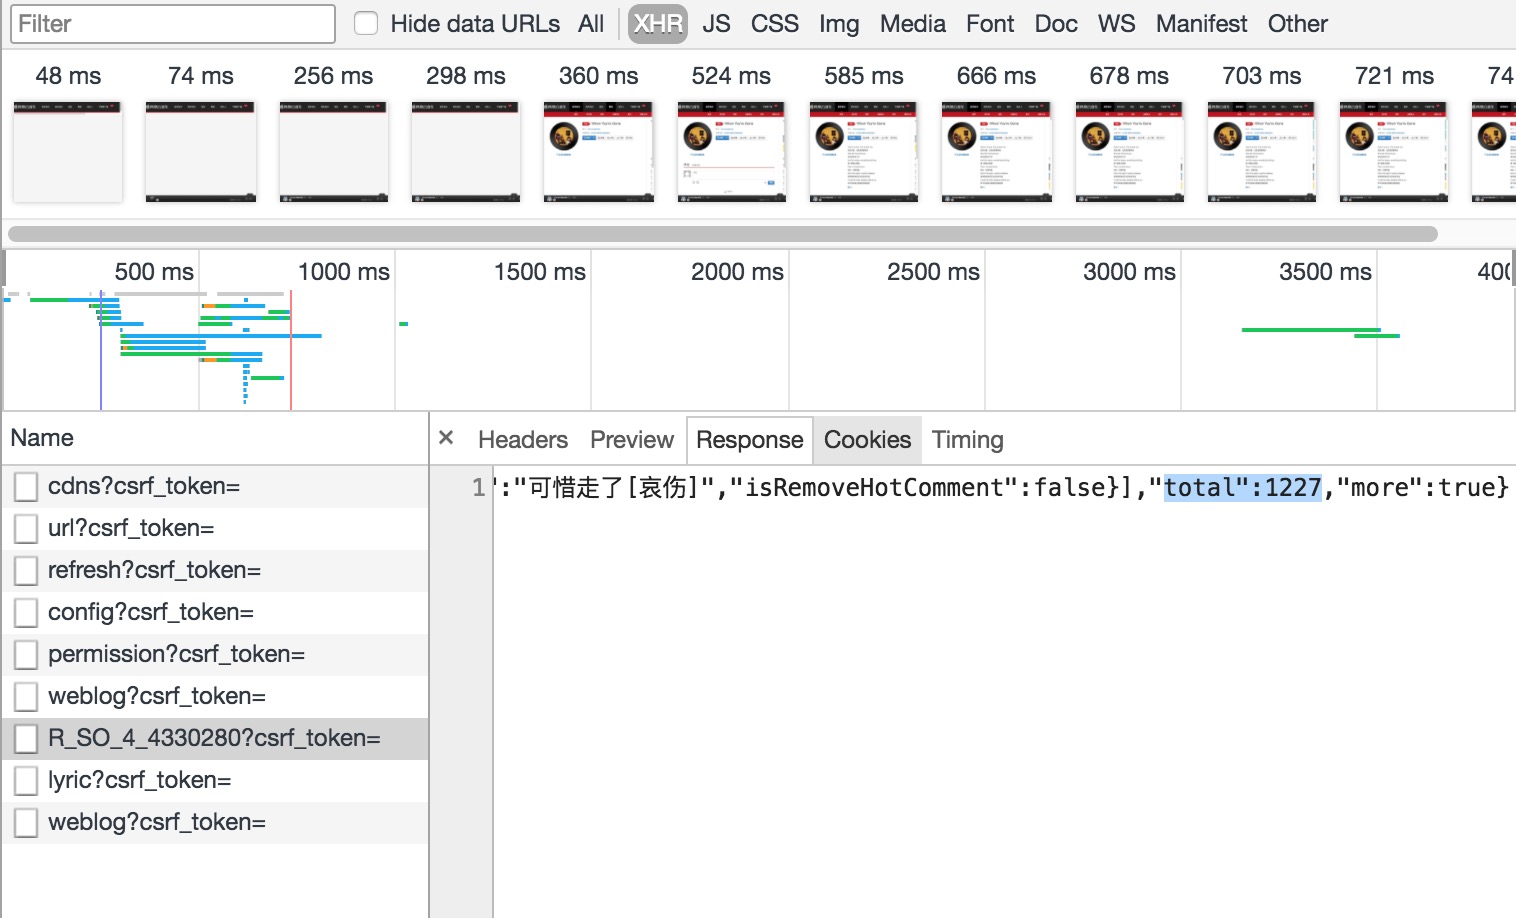 Filter Hide data URLs All XHR JS CSS Img Media Font Doc WS Manifest Other
48 ms 74 ms 256 ms 298 ms 360 ms 524 ms 585 ms 666 ms 678 ms 703 ms 721 ms 74
500 ms 1000 ms 1500 ms 2000 ms 2500 ms 3000 ms 3500 ms 400
Name × Headers Preview Response Cookies Timing
1 ":"可惜走了[哀伤]","isRemoveHotComment":false}],"total":1227,"more":true}
cdns?csrf_token=
url?csrf_token=
refresh?csrf_token=
config?csrf_token=
permission?csrf_token=
weblog?csrf_token=
R_SO_4_4330280?csrf_token=
lyric?csrf_token=
weblog?csrf_token=